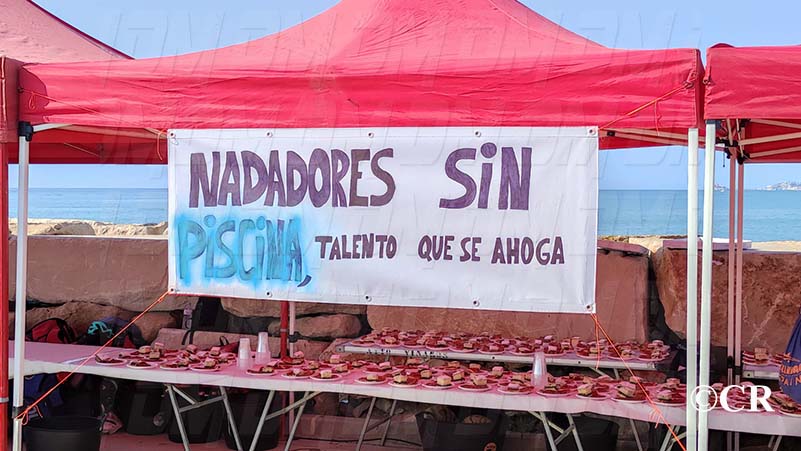 NADADORES SiN
PISCiNA, TALENTO QUE SE AHOGA
©CR